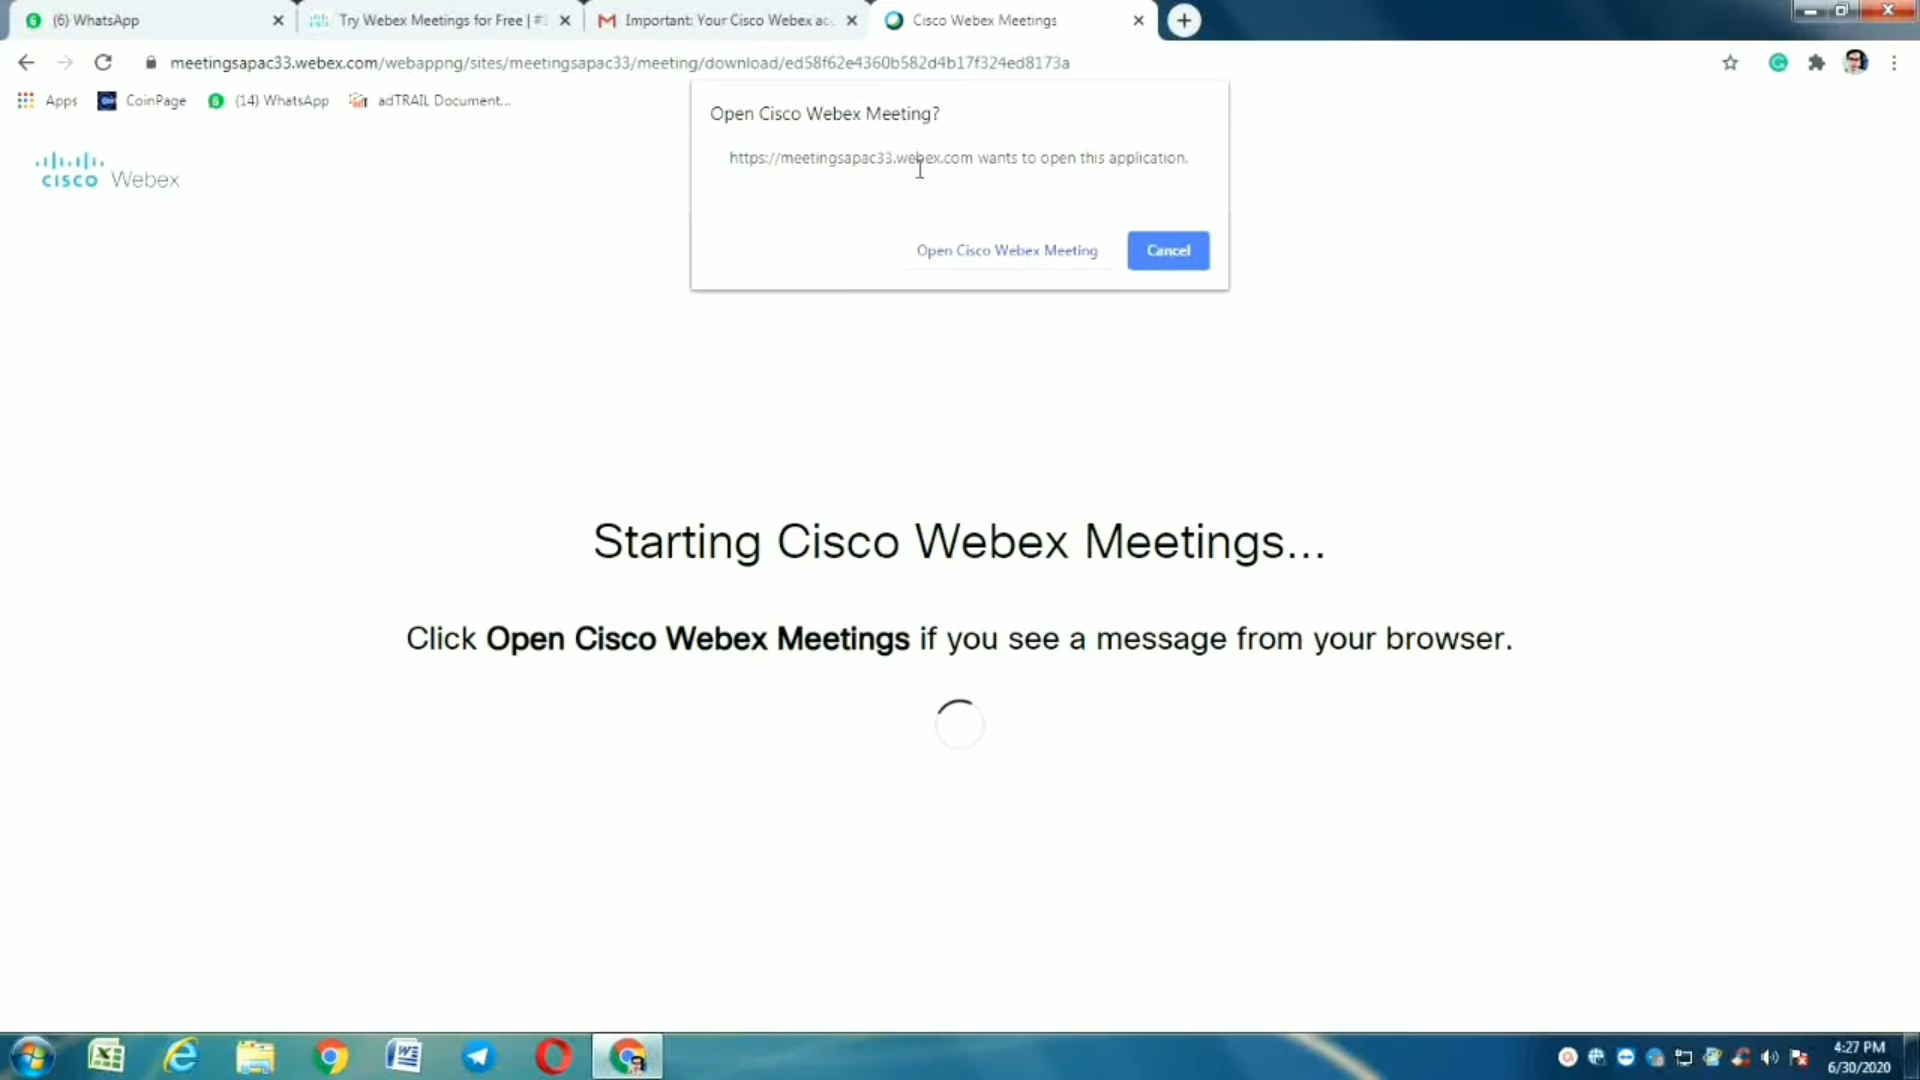 (6) WhatsApp
Try Webex Meetings for Free | #
Important: Your Cisco Webex ac
Cisco Webex Meetings
meetingsapac33.webex.com/webappng/sites/meetingsapac33/meeting/download/ed58f62e4360b582d4b17f324ed8173a
Apps
CoinPage
(14) WhatsApp
adTRAIL Document...
Open Cisco Webex Meeting?
https://meetingsapac33.webex.com wants to open this application.
Open Cisco Webex Meeting
Cancel
CISCO Webex
Starting Cisco Webex Meetings...
Click Open Cisco Webex Meetings if you see a message from your browser.
4:27 PM
6/30/2020